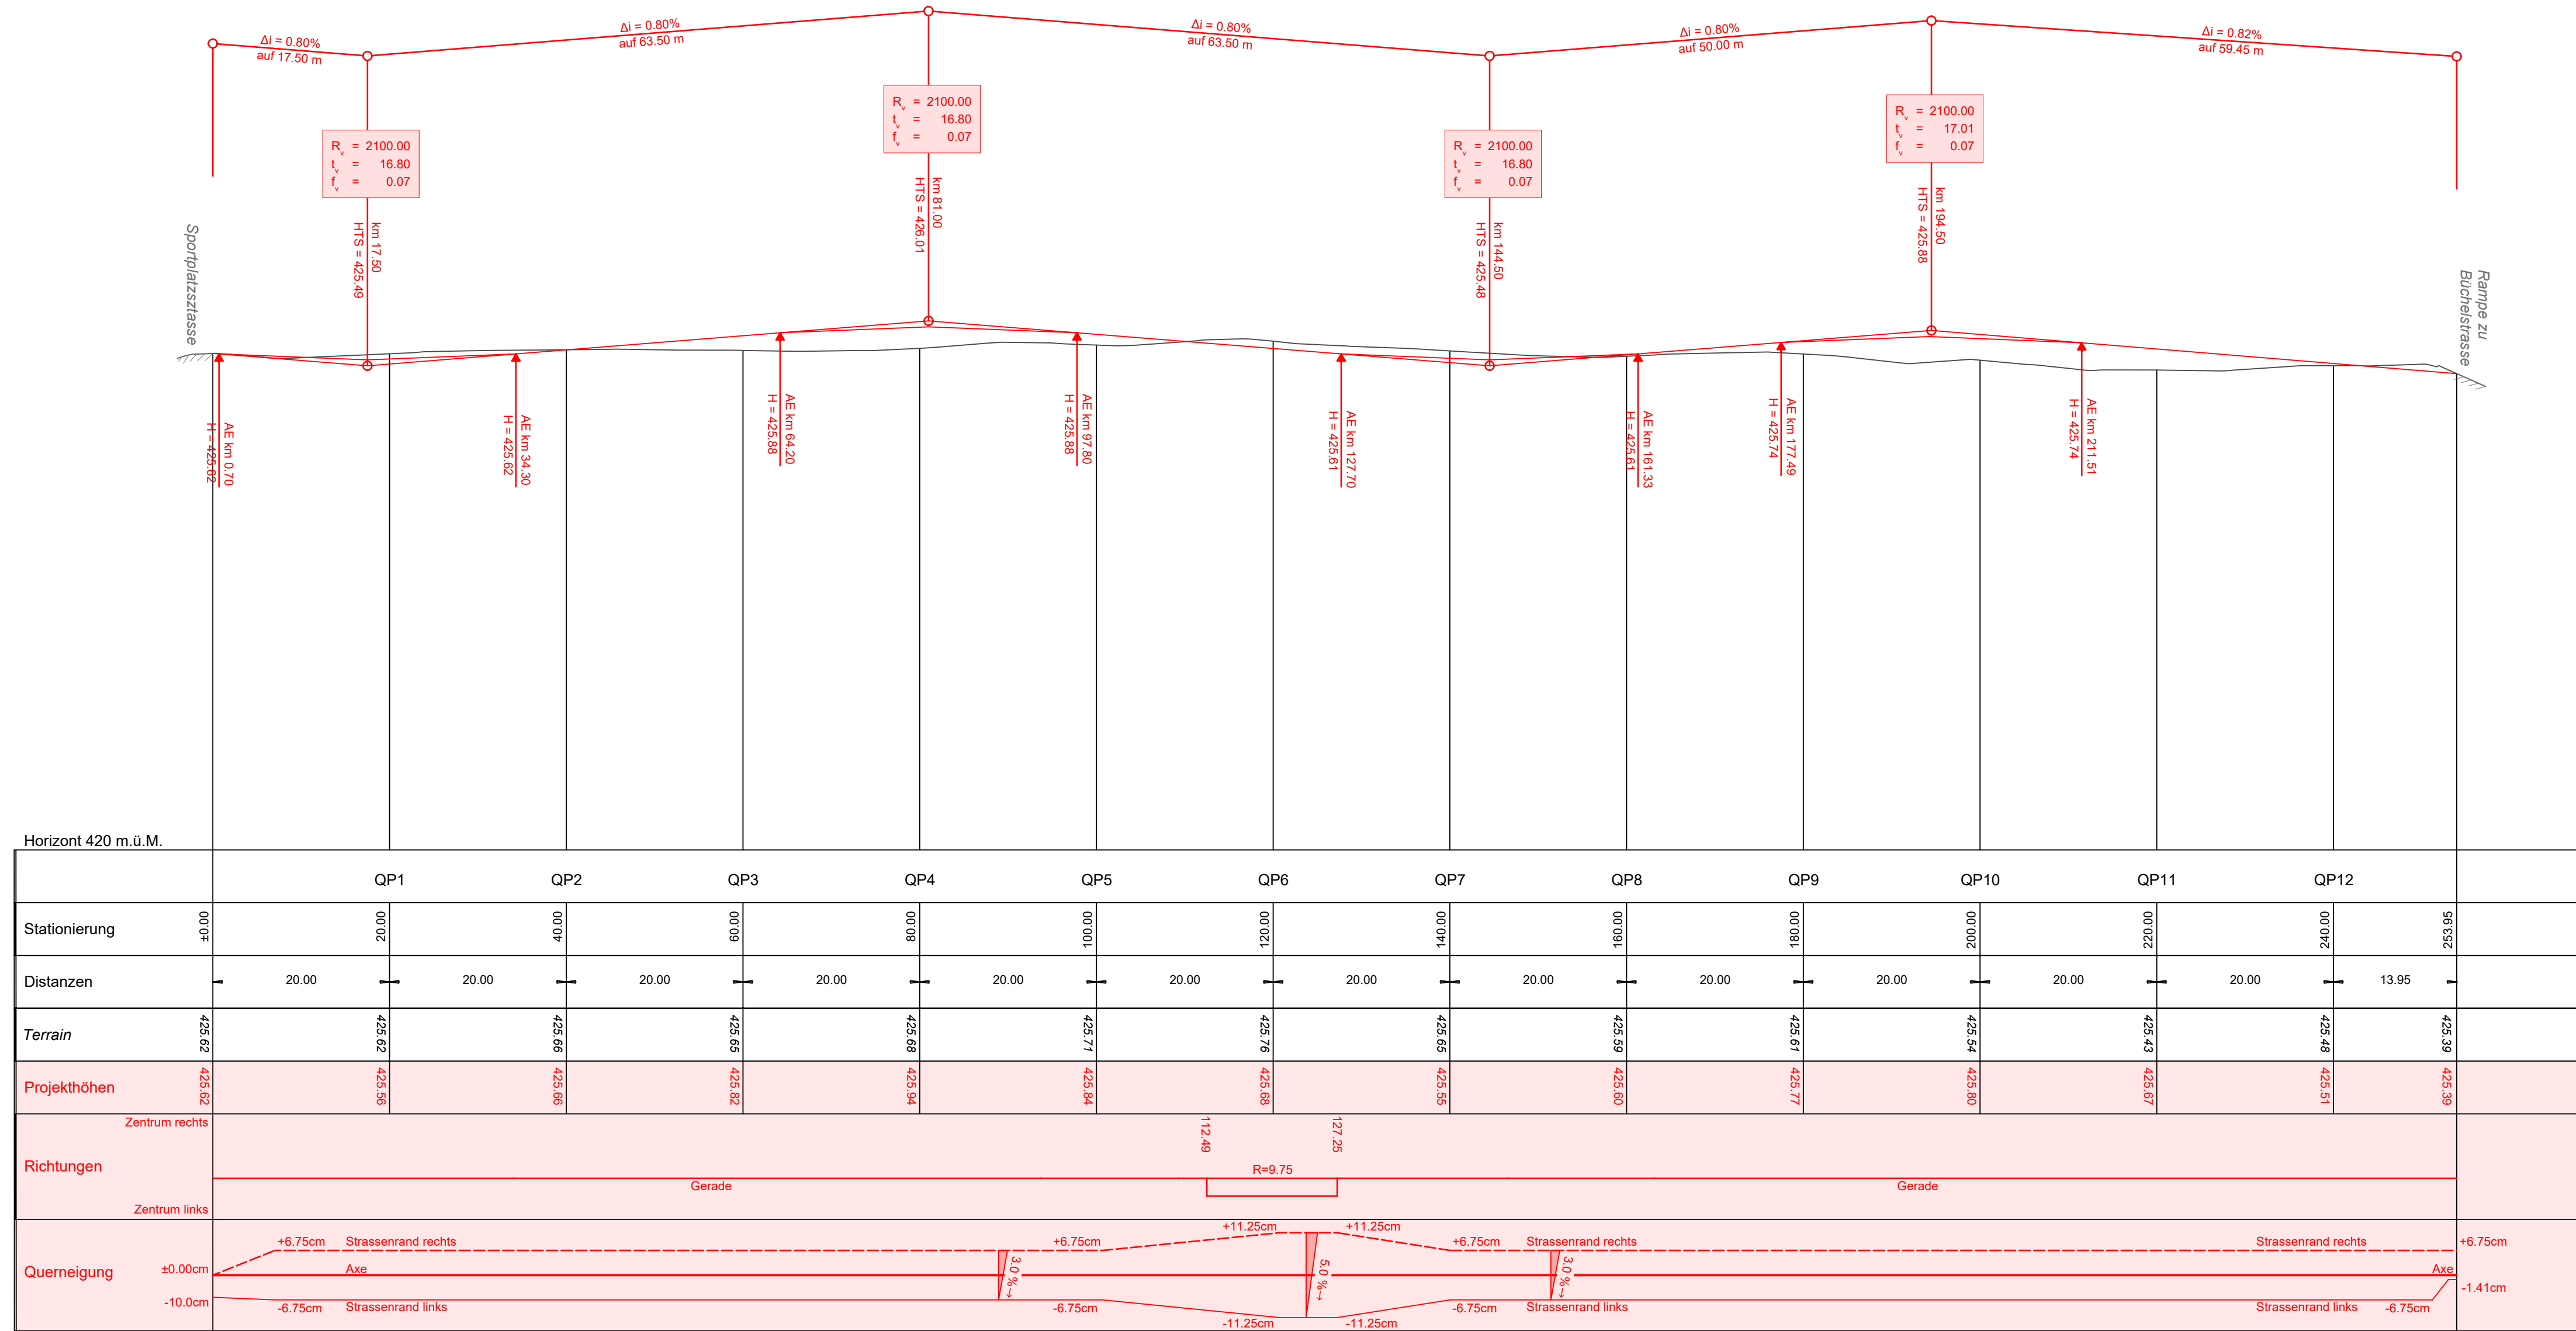 Δi = 0.80%
auf 17.50 m
Δi = 0.80%
auf 63.50 m
Δi = 0.80%
auf 63.50 m
Δi = 0.80%
auf 50.00 m
Δi = 0.82%
auf 59.45 m
Rv = 2100.00
tv = 16.80
fv = 0.07
Rv = 2100.00
tv = 16.80
fv = 0.07
Rv = 2100.00
tv = 16.80
fv = 0.07
Rv = 2100.00
tv = 17.01
fv = 0.07
km 17.50
HTS = 425.49
km 81.00
HTS = 426.01
km 144.50
HTS = 425.48
km 194.50
HTS = 425.88
Sportplatzsztasse
Rampe zu
Büchelstrasse
AE km 0.70
H = 425.62
AE km 34.30
H = 425.62
AE km 64.20
H = 425.88
AE km 97.80
H = 425.88
AE km 127.70
H = 425.61
AE km 161.33
H = 425.61
AE km 177.49
H = 425.74
AE km 211.51
H = 425.74
Horizont 420 m.ü.M.
QP1 QP2 QP3 QP4 QP5 QP6 QP7 QP8 QP9 QP10 QP11 QP12
Stationierung ±0.00 20.00 40.00 60.00 80.00 100.00 120.00 140.00 160.00 180.00 200.00 220.00 240.00 253.95
Distanzen 20.00 20.00 20.00 20.00 20.00 20.00 20.00 20.00 20.00 20.00 20.00 20.00 13.95
Terrain 425.62 425.62 425.66 425.65 425.68 425.71 425.76 425.65 425.59 425.61 425.54 425.43 425.48 425.39
Projekthöhen 425.62 425.56 425.66 425.82 425.94 425.84 425.68 425.55 425.60 425.77 425.80 425.67 425.51 425.39
Zentrum rechts
112.49 127.25
Richtungen
R=9.75
Gerade Gerade
Zentrum links
+11.25cm +11.25cm
+6.75cm Strassenrand rechts +6.75cm +6.75cm Strassenrand rechts Strassenrand rechts +6.75cm
Querneigung ±0.00cm Axe 3.0 %→ 5.0 %→ 3.0 %→ Axe
-1.41cm
-10.0cm -6.75cm Strassenrand links -6.75cm -6.75cm Strassenrand links Strassenrand links -6.75cm
-11.25cm -11.25cm